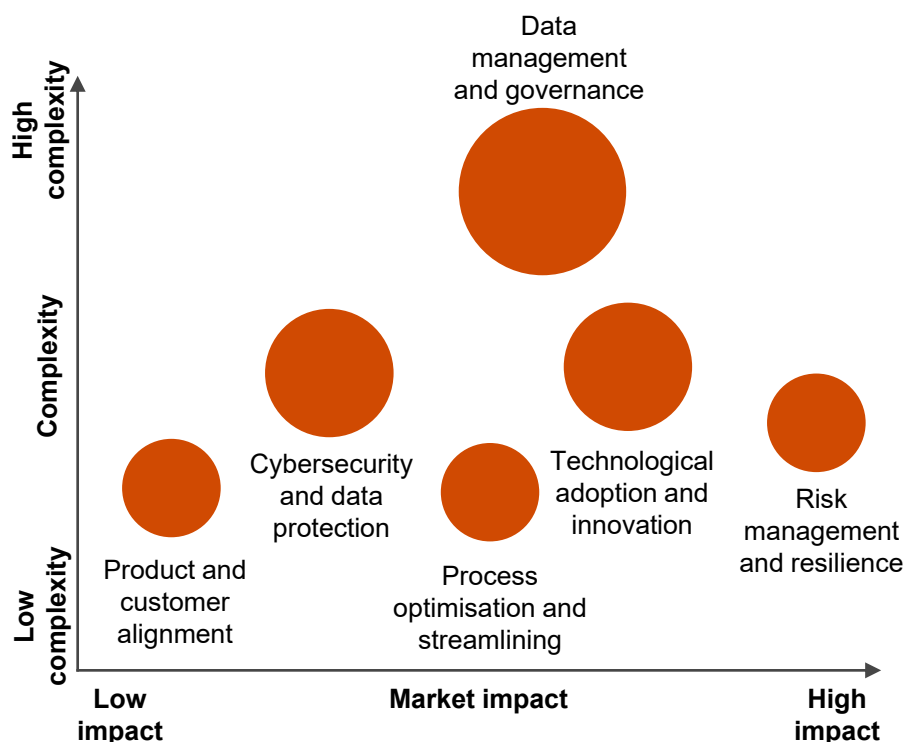 Data
management
and governance
High
complexity
Complexity
Cybersecurity
and data
protection
Technological
adoption and
innovation
Risk
management
and resilience
Product and
customer
alignment
Process
optimisation and
streamlining
Low
complexity
Low
impact
Market impact
High
impact